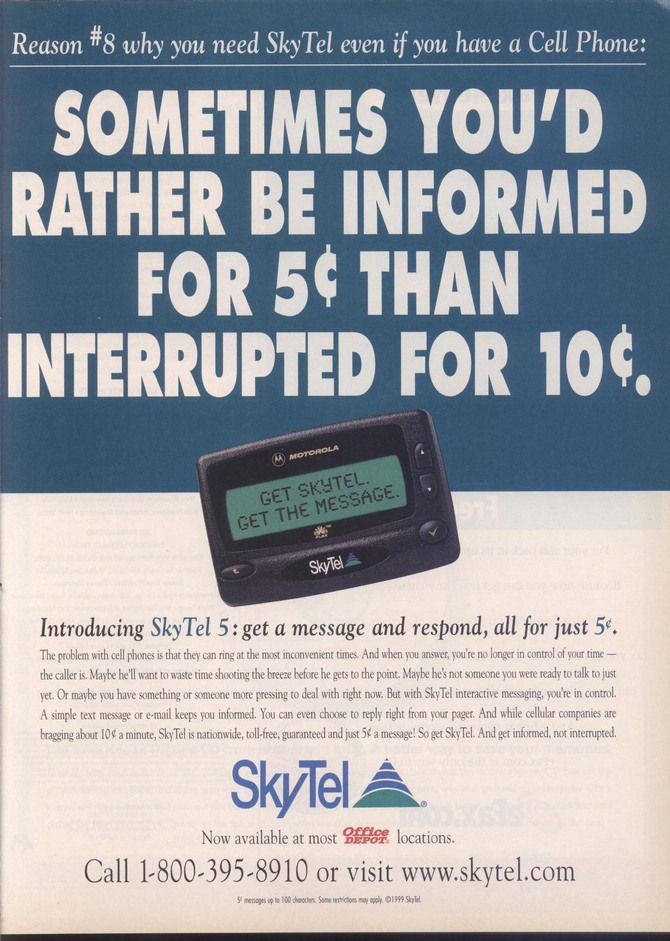 Reason #8 why you need SkyTel even if you have a Cell Phone:
SOMETIMES YOU'D
RATHER BE INFORMED
FOR 5¢ THAN
INTERRUPTED FOR 10¢.
MOTOROLA
GET SKYTEL.
GET THE MESSAGE.
FLEX™
SkyTel
Introducing SkyTel 5: get a message and respond, all for just 5¢.
The problem with cell phones is that they can ring at the most inconvenient times. And when you answer, you're no longer in control of your time —
the caller is. Maybe he'll want to waste time shooting the breeze before he gets to the point. Maybe he's not someone you were ready to talk to just
yet. Or maybe you have something or someone more pressing to deal with right now. But with SkyTel interactive messaging, you're in control.
A simple text message or e-mail keeps you informed. You can even choose to reply right from your pager. And while cellular companies are
bragging about 10¢ a minute, SkyTel is nationwide, toll-free, guaranteed and just 5¢ a message! So get SkyTel. And get informed, not interrupted.
SkyTel®
Now available at most Office DEPOT locations.
Call 1-800-395-8910 or visit www.skytel.com
5¢ messages up to 100 characters. Some restrictions may apply. ©1999 SkyTel.